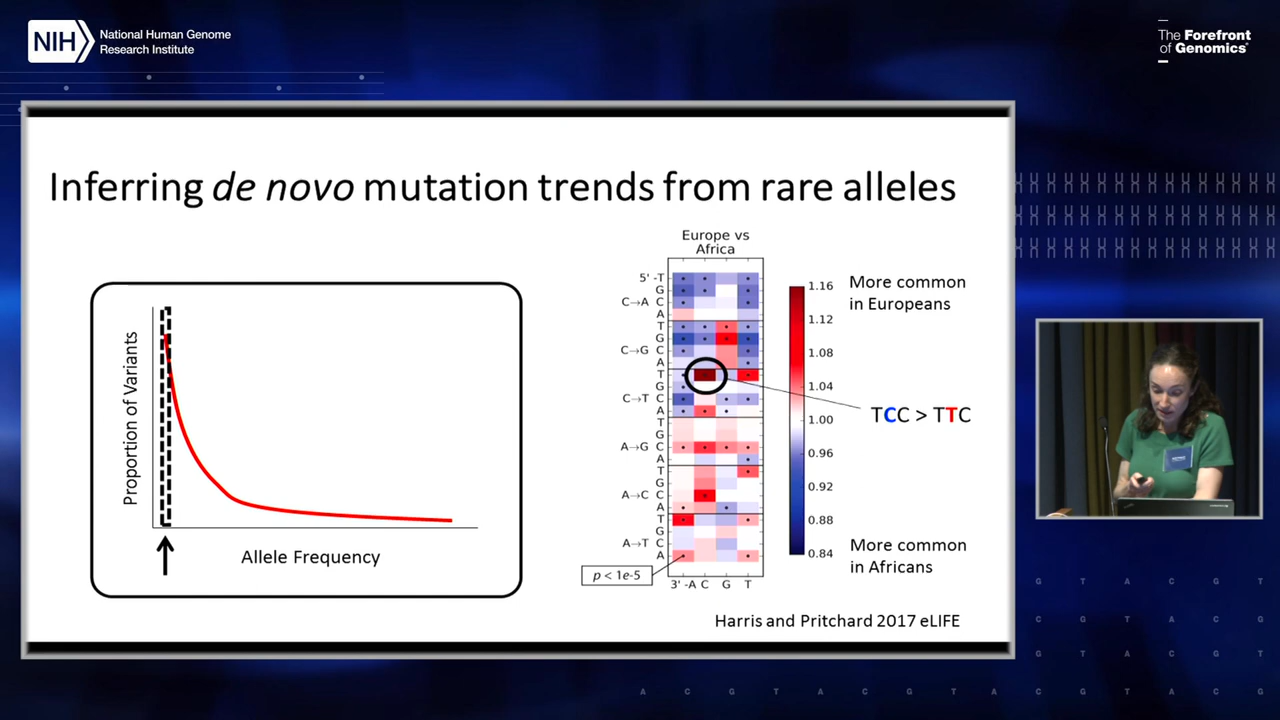 NIH
National Human Genome
Research Institute
The Forefront
of Genomics®
Inferring de novo mutation trends from rare alleles
Proportion of Variants
Allele Frequency
Europe vs
Africa
5' -T
G
C→A C
A
T
G
C→G C
A
T
G
C→T C
A
T
G
A→G C
A
T
G
A→C C
A
T
G
A→T C
A
3' -A C G T
p < 1e-5
1.16
1.12
1.08
1.04
1.00
0.96
0.92
0.88
0.84
More common
in Europeans
TCC > TTC
More common
in Africans
Harris and Pritchard 2017 eLIFE
G T A C G T
C G T A C G
G T A C G T
A C G T A C G T A C G T A C G